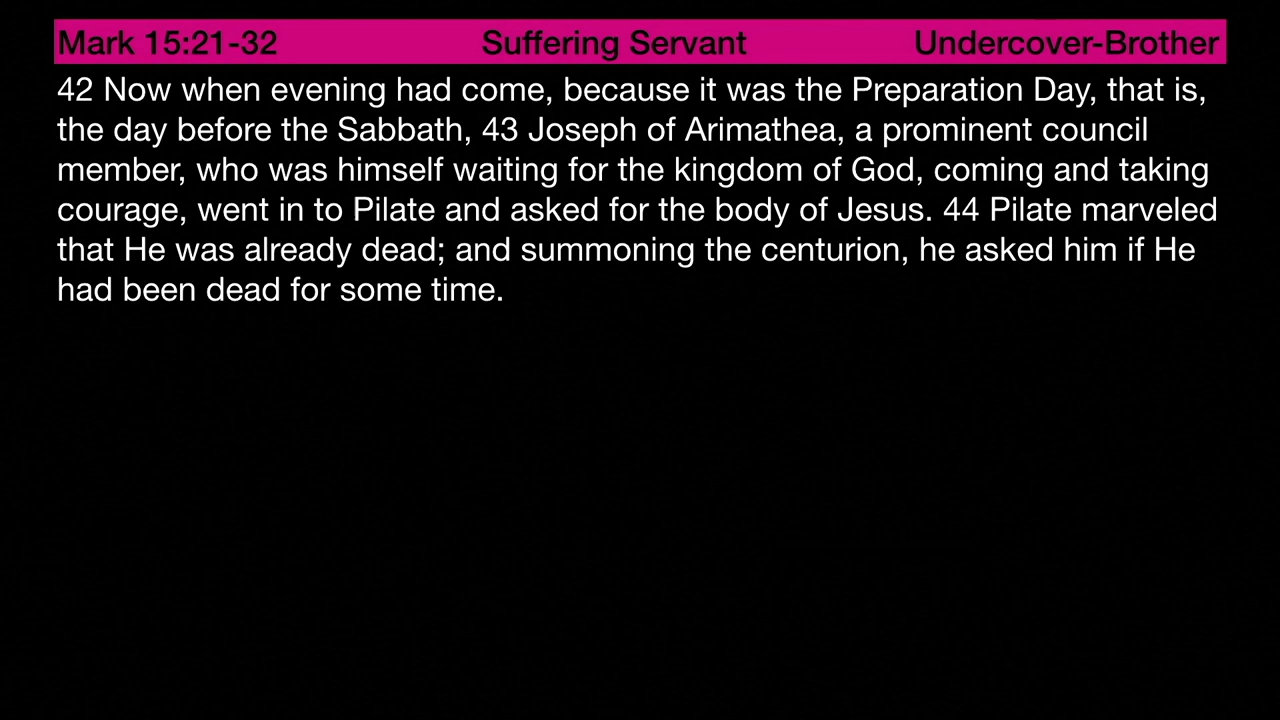 Mark 15:21-32 Suffering Servant Undercover-Brother
42 Now when evening had come, because it was the Preparation Day, that is,
the day before the Sabbath, 43 Joseph of Arimathea, a prominent council
member, who was himself waiting for the kingdom of God, coming and taking
courage, went in to Pilate and asked for the body of Jesus. 44 Pilate marveled
that He was already dead; and summoning the centurion, he asked him if He
had been dead for some time.